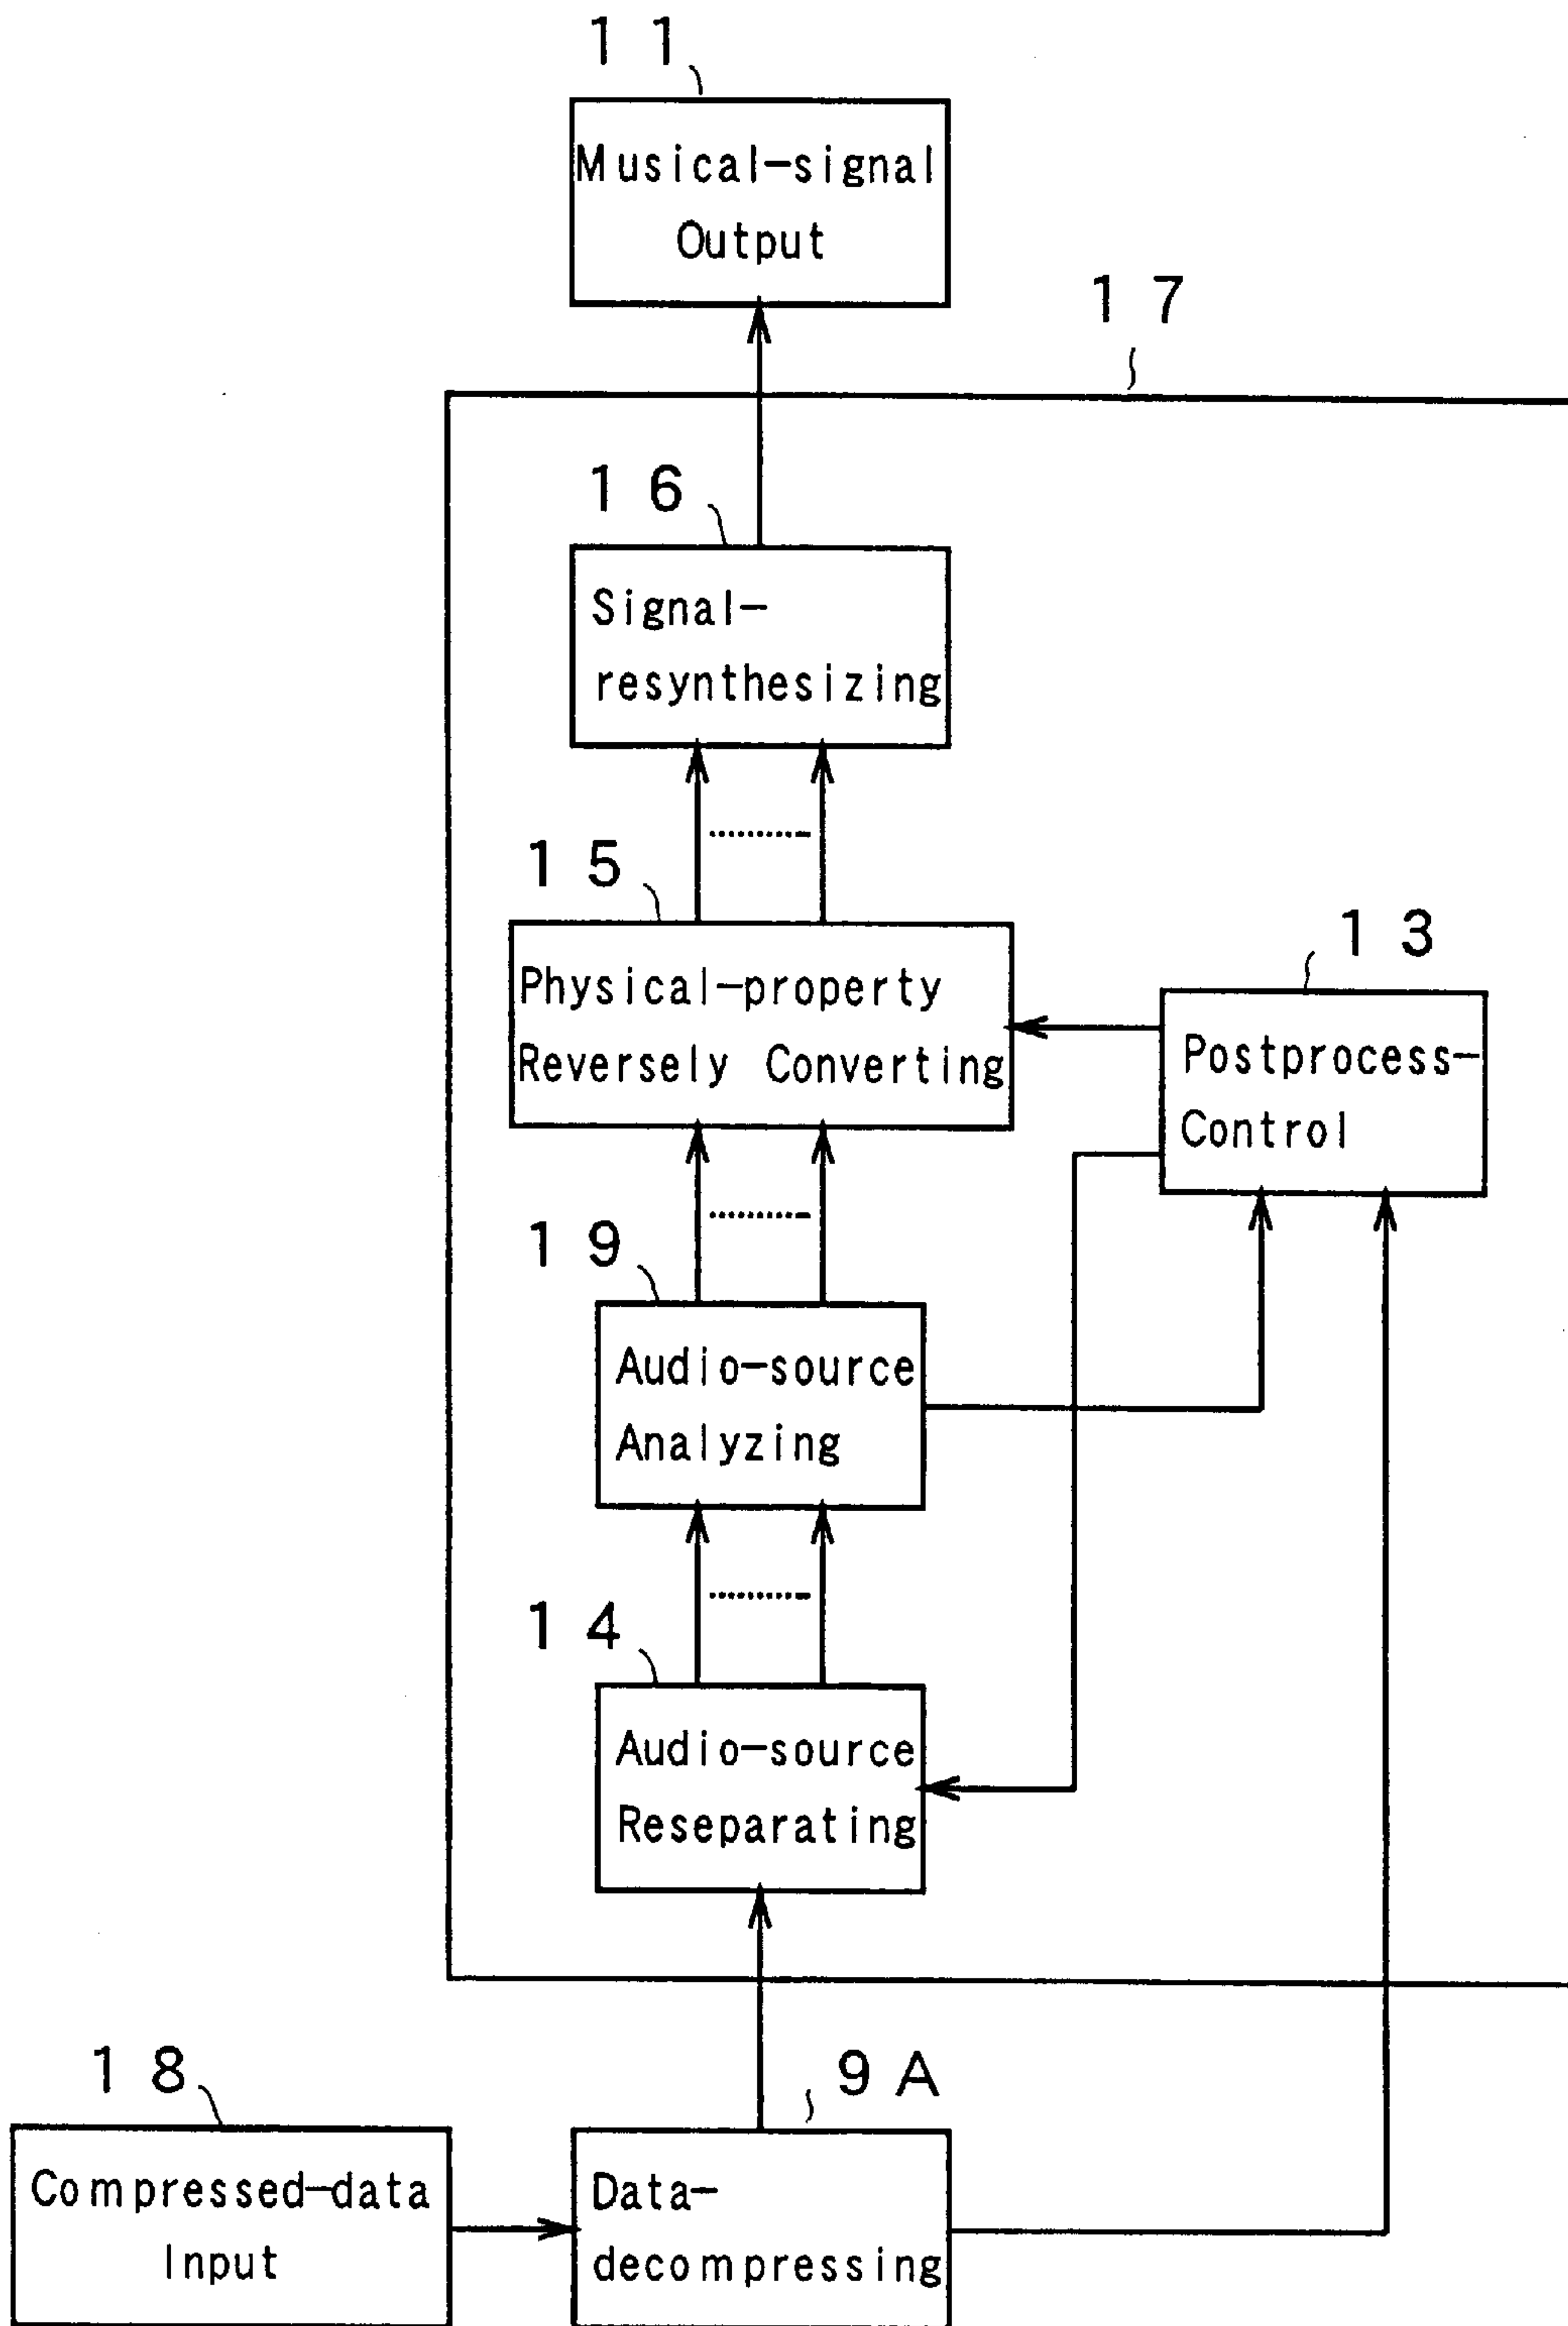 11
Musical-signal
Output
17
16
Signal-
resynthesizing
15
Physical-property
Reversely Converting
13
Postprocess-
Control
19
Audio-source
Analyzing
14
Audio-source
Reseparating
18
Compressed-data
Input
9A
Data-
decompressing